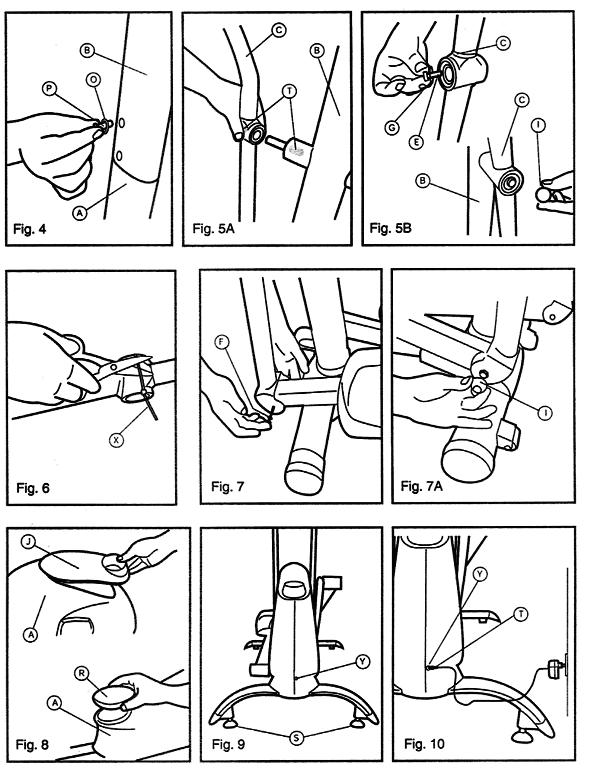 B
O
P
A
Fig. 4
C
B
T
Fig. 5A
C
G
E
C
I
B
Fig. 5B
X
Fig. 6
F
Fig. 7
I
Fig. 7A
J
A
R
A
Fig. 8
Y
S
Fig. 9
Y
T
Fig. 10